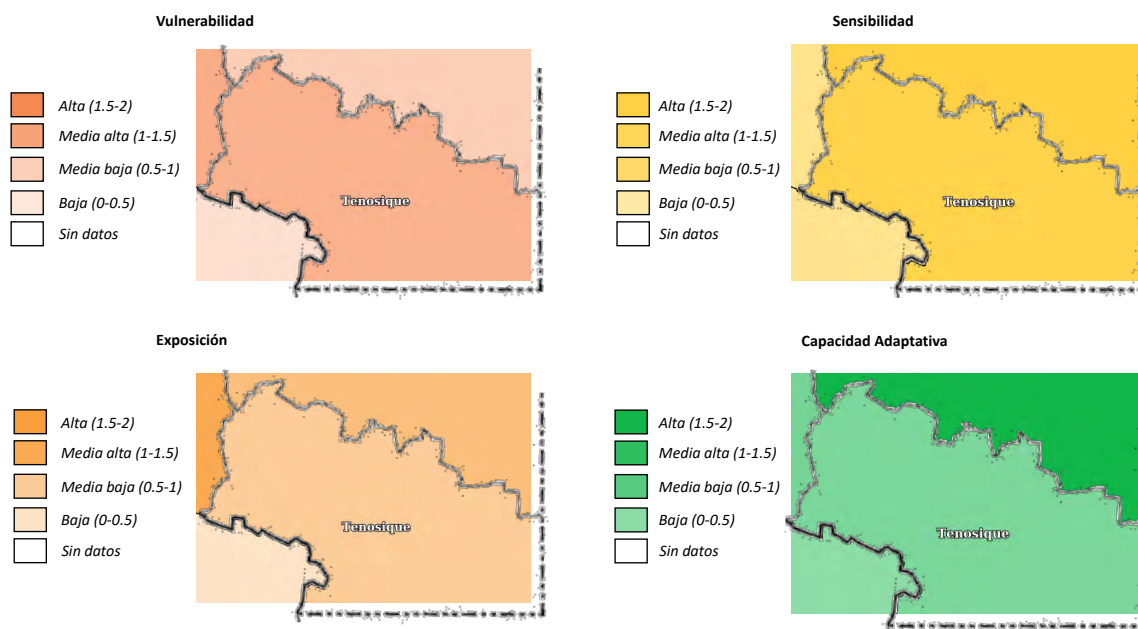 Vulnerabilidad
Alta (1.5-2)
Media alta (1-1.5)
Media baja (0.5-1)
Baja (0-0.5)
Sin datos
Tenosique
Sensibilidad
Alta (1.5-2)
Media alta (1-1.5)
Media baja (0.5-1)
Baja (0-0.5)
Sin datos
Tenosique
Exposición
Alta (1.5-2)
Media alta (1-1.5)
Media baja (0.5-1)
Baja (0-0.5)
Sin datos
Tenosique
Capacidad Adaptativa
Alta (1.5-2)
Media alta (1-1.5)
Media baja (0.5-1)
Baja (0-0.5)
Sin datos
Tenosique